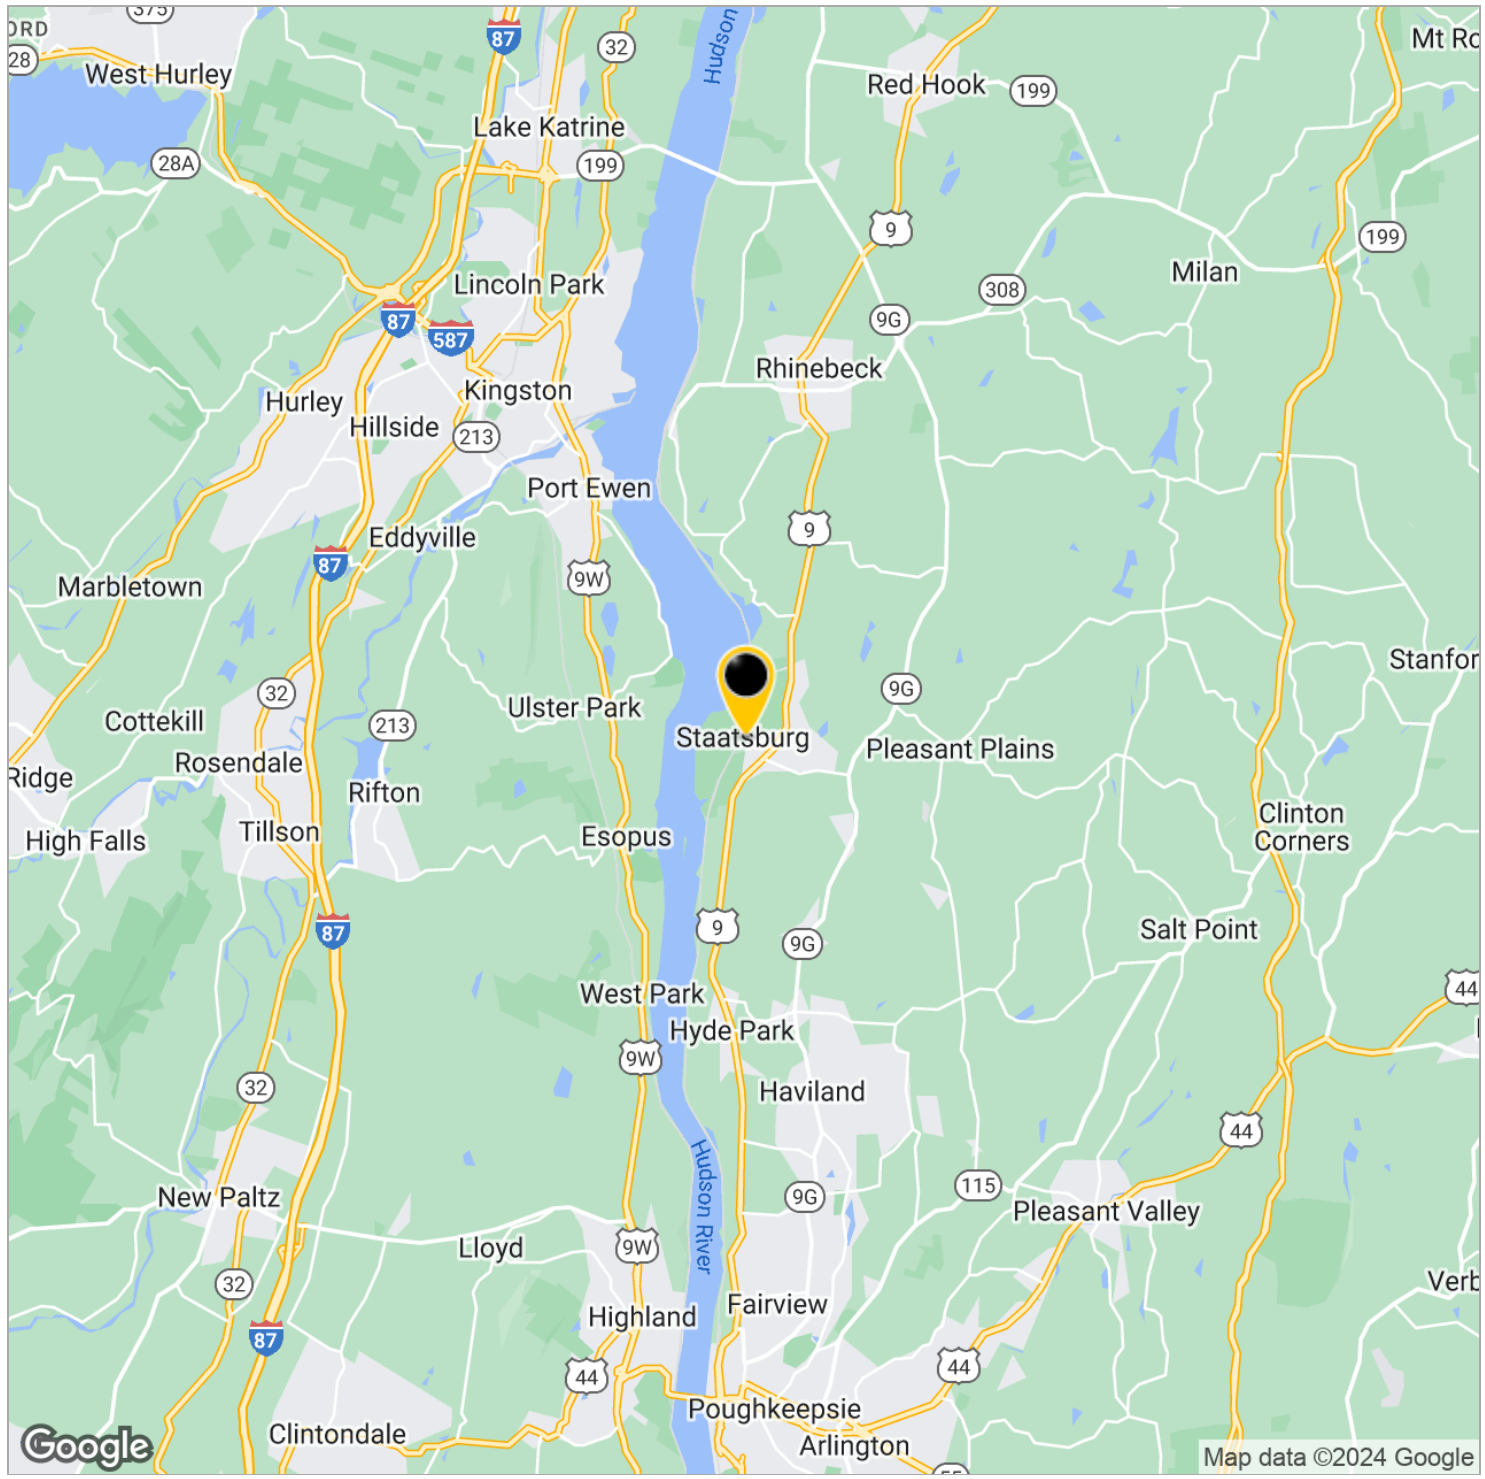 375
ORD
28
87
32
Hudson
Mt Ro
West Hurley
Red Hook
199
Lake Katrine
28A
199
9
199
Milan
Lincoln Park
308
87
587
9G
Rhinebeck
Kingston
Hurley
Hillside
213
Port Ewen
9
Eddyville
87
9W
Marbletown
Stanfor
32
9G
Ulster Park
Cottekill
213
Staatsburg
Pleasant Plains
Rosendale
Ridge
Rifton
Clinton
Corners
Tillson
High Falls
Esopus
87
9
9G
Salt Point
44
West Park
Hyde Park
9W
32
Haviland
44
Hudson River
115
New Paltz
9G
Pleasant Valley
Lloyd
9W
32
Verb
Fairview
Highland
87
44
44
Poughkeepsie
Clintondale
Arlington
Google
Map data ©2024 Google
55